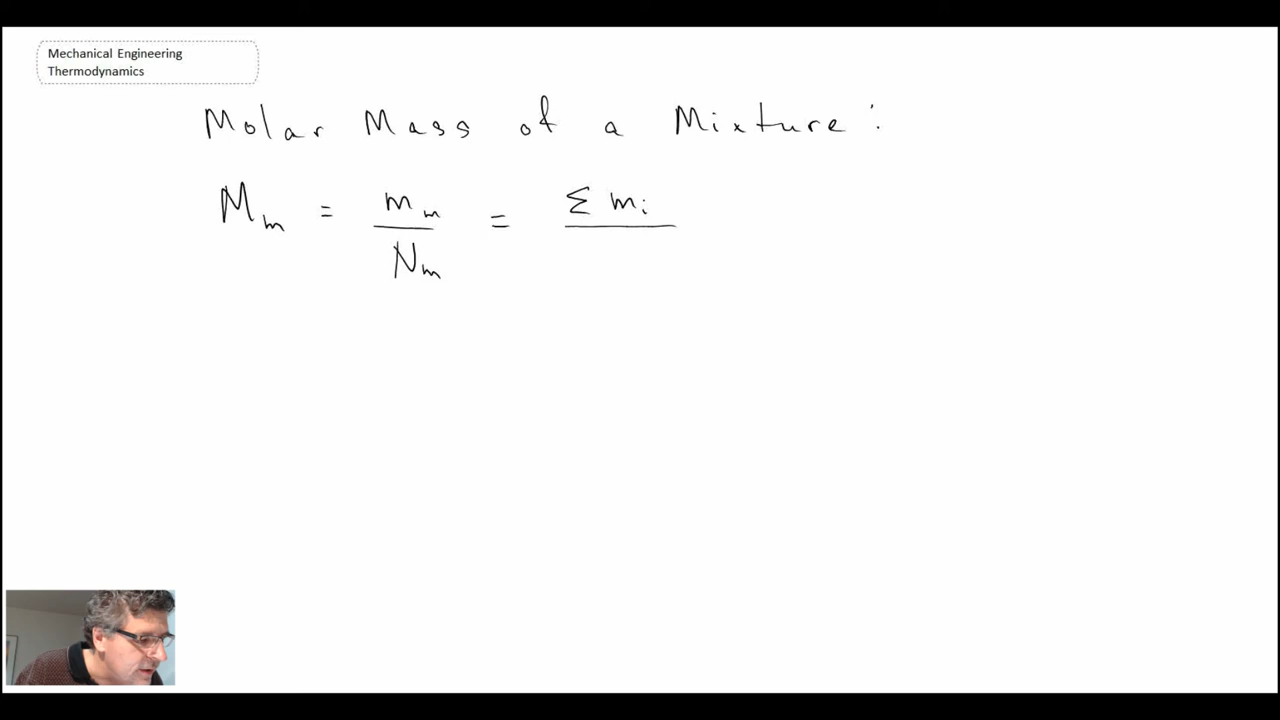 Mechanical Engineering
Thermodynamics
Molar Mass of a Mixture :
Mₘ = mₘ / Nₘ = Σ mᵢ /